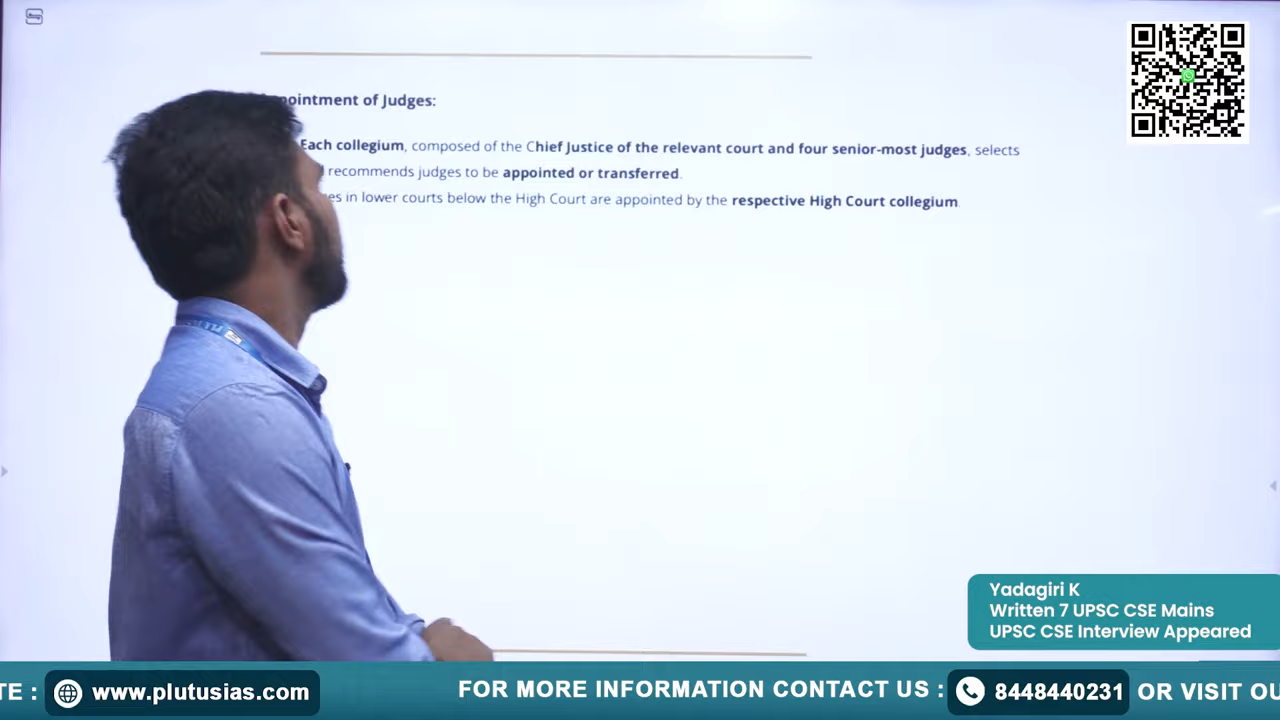 pointment of Judges:
Each collegium, composed of the Chief Justice of the relevant court and four senior-most judges, selects
recommends judges to be appointed or transferred.
in lower courts below the High Court are appointed by the respective High Court collegium.
Yadagiri K
Written 7 UPSC CSE Mains
UPSC CSE Interview Appeared
TE : www.plutusias.com FOR MORE INFORMATION CONTACT US : 8448440231 OR VISIT OU